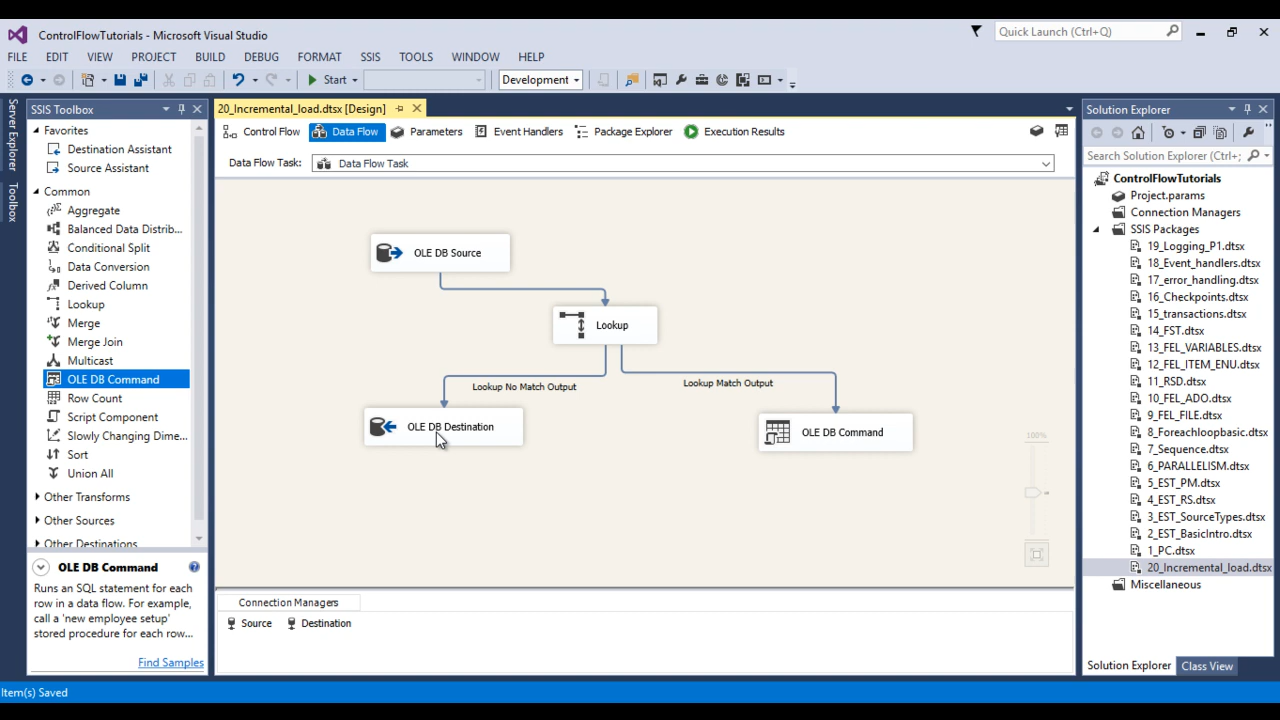 ControlFlowTutorials - Microsoft Visual Studio
Quick Launch (Ctrl+Q)
FILE EDIT VIEW PROJECT BUILD DEBUG FORMAT SSIS TOOLS WINDOW HELP
Start
Development
Server Explorer
Toolbox
SSIS Toolbox
Favorites
Destination Assistant
Source Assistant
Common
Aggregate
Balanced Data Distrib...
Conditional Split
Data Conversion
Derived Column
Lookup
Merge
Merge Join
Multicast
OLE DB Command
Row Count
Script Component
Slowly Changing Dime...
Sort
Union All
Other Transforms
Other Sources
Other Destinations
OLE DB Command
Runs an SQL statement for each
row in a data flow. For example,
call a 'new employee setup'
stored procedure for each row...
Find Samples
20_Incremental_load.dtsx [Design]
Control Flow Data Flow Parameters Event Handlers Package Explorer Execution Results
Data Flow Task: Data Flow Task
OLE DB Source
Lookup
Lookup No Match Output
Lookup Match Output
OLE DB Destination
OLE DB Command
100%
Connection Managers
Source Destination
Solution Explorer
Search Solution Explorer (Ctrl+;
ControlFlowTutorials
Project.params
Connection Managers
SSIS Packages
19_Logging_P1.dtsx
18_Event_handlers.dtsx
17_error_handling.dtsx
16_Checkpoints.dtsx
15_transactions.dtsx
14_FST.dtsx
13_FEL_VARIABLES.dtsx
12_FEL_ITEM_ENU.dtsx
11_RSD.dtsx
10_FEL_ADO.dtsx
9_FEL_FILE.dtsx
8_Foreachloopbasic.dtsx
7_Sequence.dtsx
6_PARALLELISM.dtsx
5_EST_PM.dtsx
4_EST_RS.dtsx
3_EST_SourceTypes.dtsx
2_EST_BasicIntro.dtsx
1_PC.dtsx
20_Incremental_load.dtsx
Miscellaneous
Solution Explorer Class View
Item(s) Saved